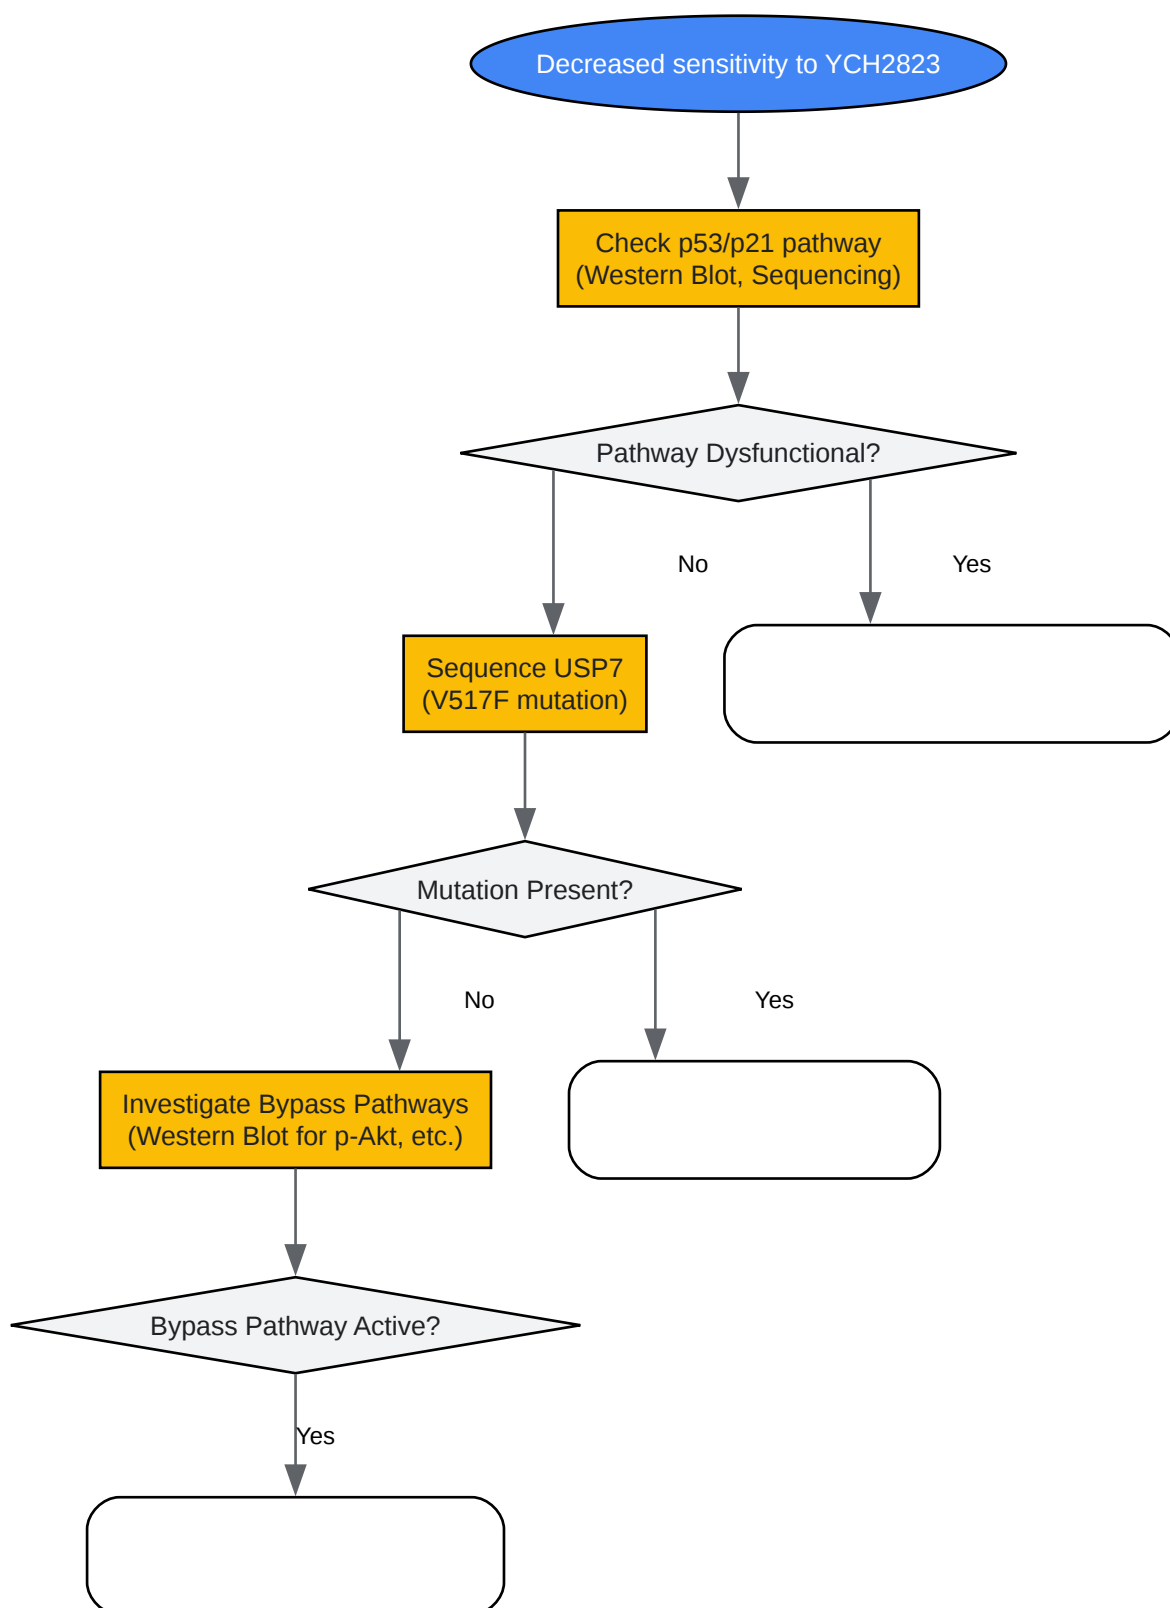 Decreased sensitivity to YCH2823
Check p53/p21 pathway
(Western Blot, Sequencing)
Pathway Dysfunctional?
No
Yes
Sequence USP7
(V517F mutation)
Mutation Present?
No
Yes
Investigate Bypass Pathways
(Western Blot for p-Akt, etc.)
Bypass Pathway Active?
Yes